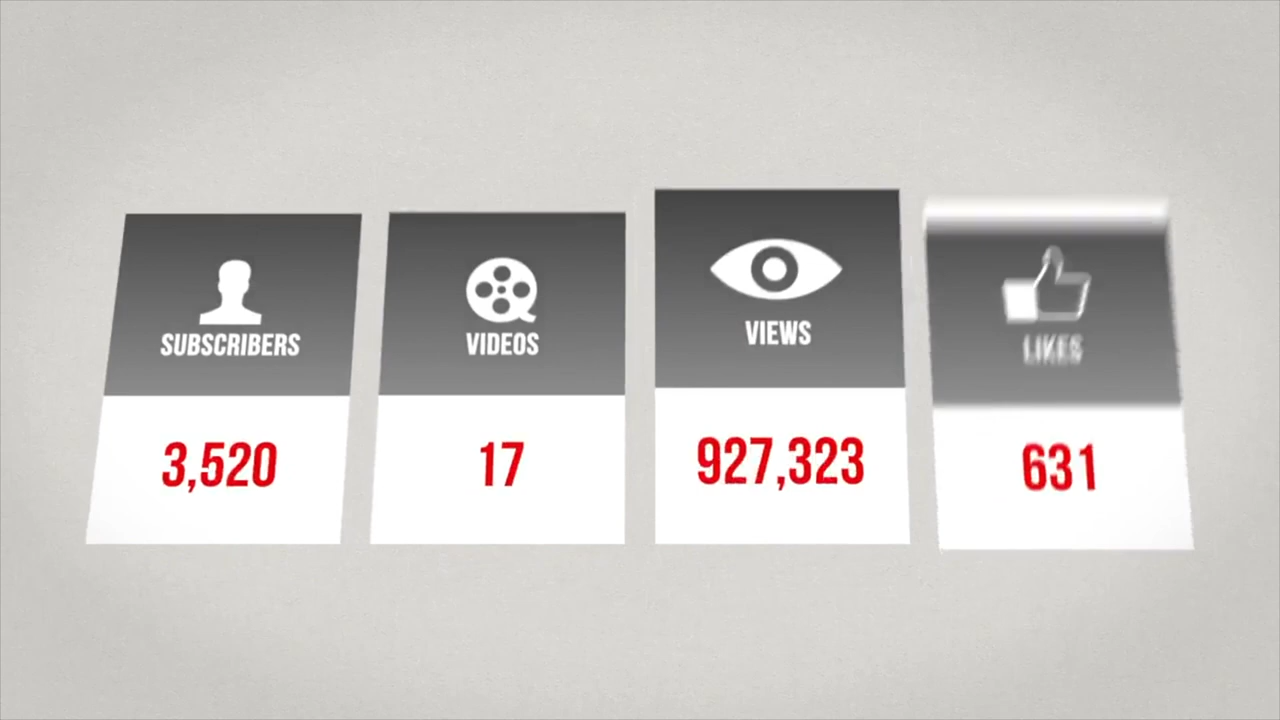 SUBSCRIBERS
3,520
VIDEOS
17
VIEWS
927,323
LIKES
631